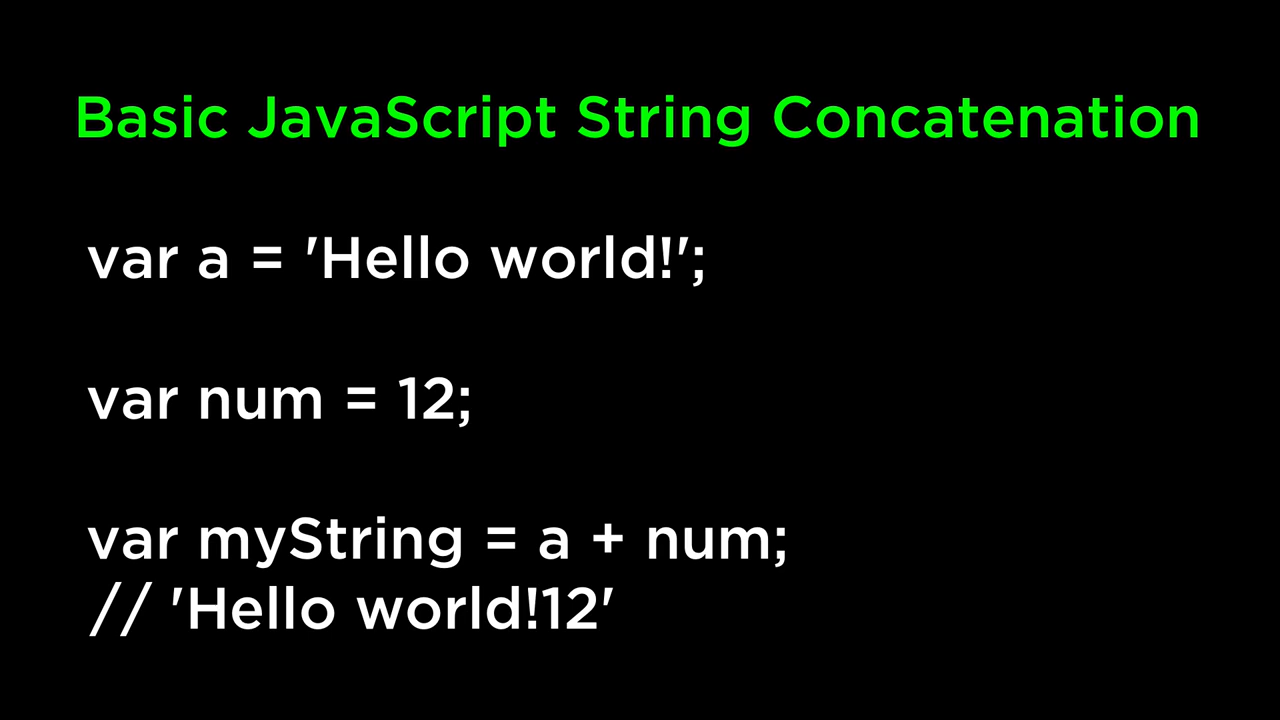 Basic JavaScript String Concatenation
var a = 'Hello world!';
var num = 12;
var myString = a + num;
// 'Hello world!12'